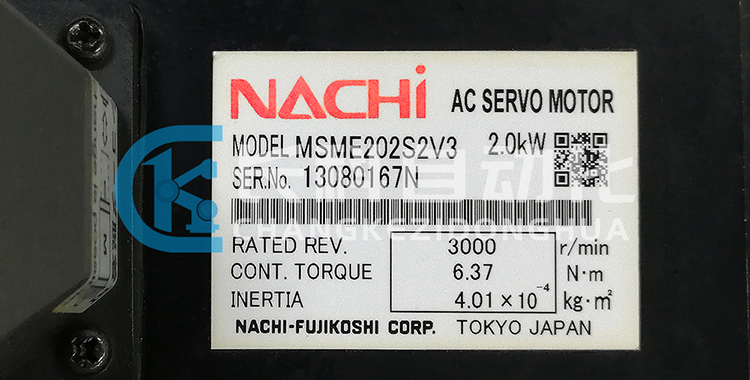 NACHi AC SERVO MOTOR
MODEL MSME202S2V3 2.0kW
SER.No. 13080167N
CHANGKEZIDONGHUA
RATED REV. 3000 r/min
CONT. TORQUE 6.37 N·m
INERTIA 4.01×10⁻⁴ kg·m²
NACHI-FUJIKOSHI CORP. TOKYO JAPAN